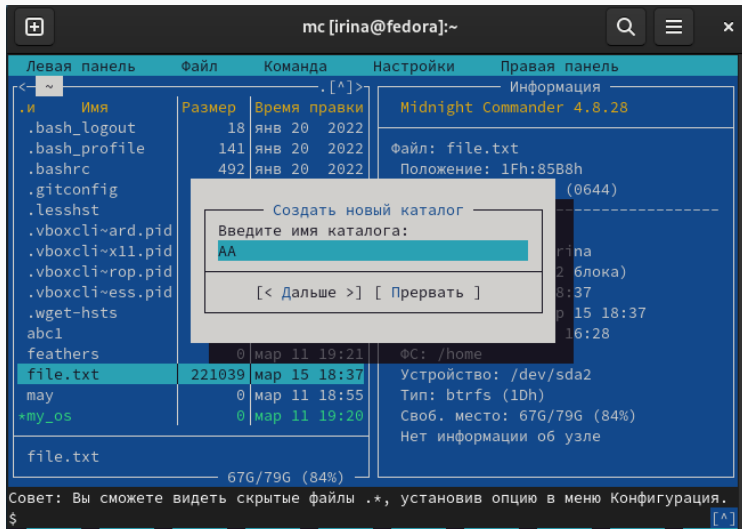 mc [irina@fedora]:~
Левая панель Файл Команда Настройки Правая панель
<— ~ .[^]>
.и Имя Размер Время правки
.bash_logout 18 янв 20 2022
.bash_profile 141 янв 20 2022
.bashrc 492 янв 20 2022
.gitconfig
.lesshst
.vboxcli~ard.pid
.vboxcli~x11.pid
.vboxcli~rop.pid
.vboxcli~ess.pid
.wget-hsts
abc1
feathers 0 мар 11 19:21
file.txt 221039 мар 15 18:37
may 0 мар 11 18:55
*my_os 0 мар 11 19:20
file.txt
67G/79G (84%)
Информация
Midnight Commander 4.8.28
Файл: file.txt
Положение: 1Fh:85B8h
(0644)
блока)
8:37
15 18:37
16:28
ФС: /home
Устройство: /dev/sda2
Тип: btrfs (1Dh)
Своб. место: 67G/79G (84%)
Нет информации об узле
Создать новый каталог
Введите имя каталога:
AA
[< Дальше >] [ Прервать ]
Совет: Вы сможете видеть скрытые файлы .*, установив опцию в меню Конфигурация.
$ [^]